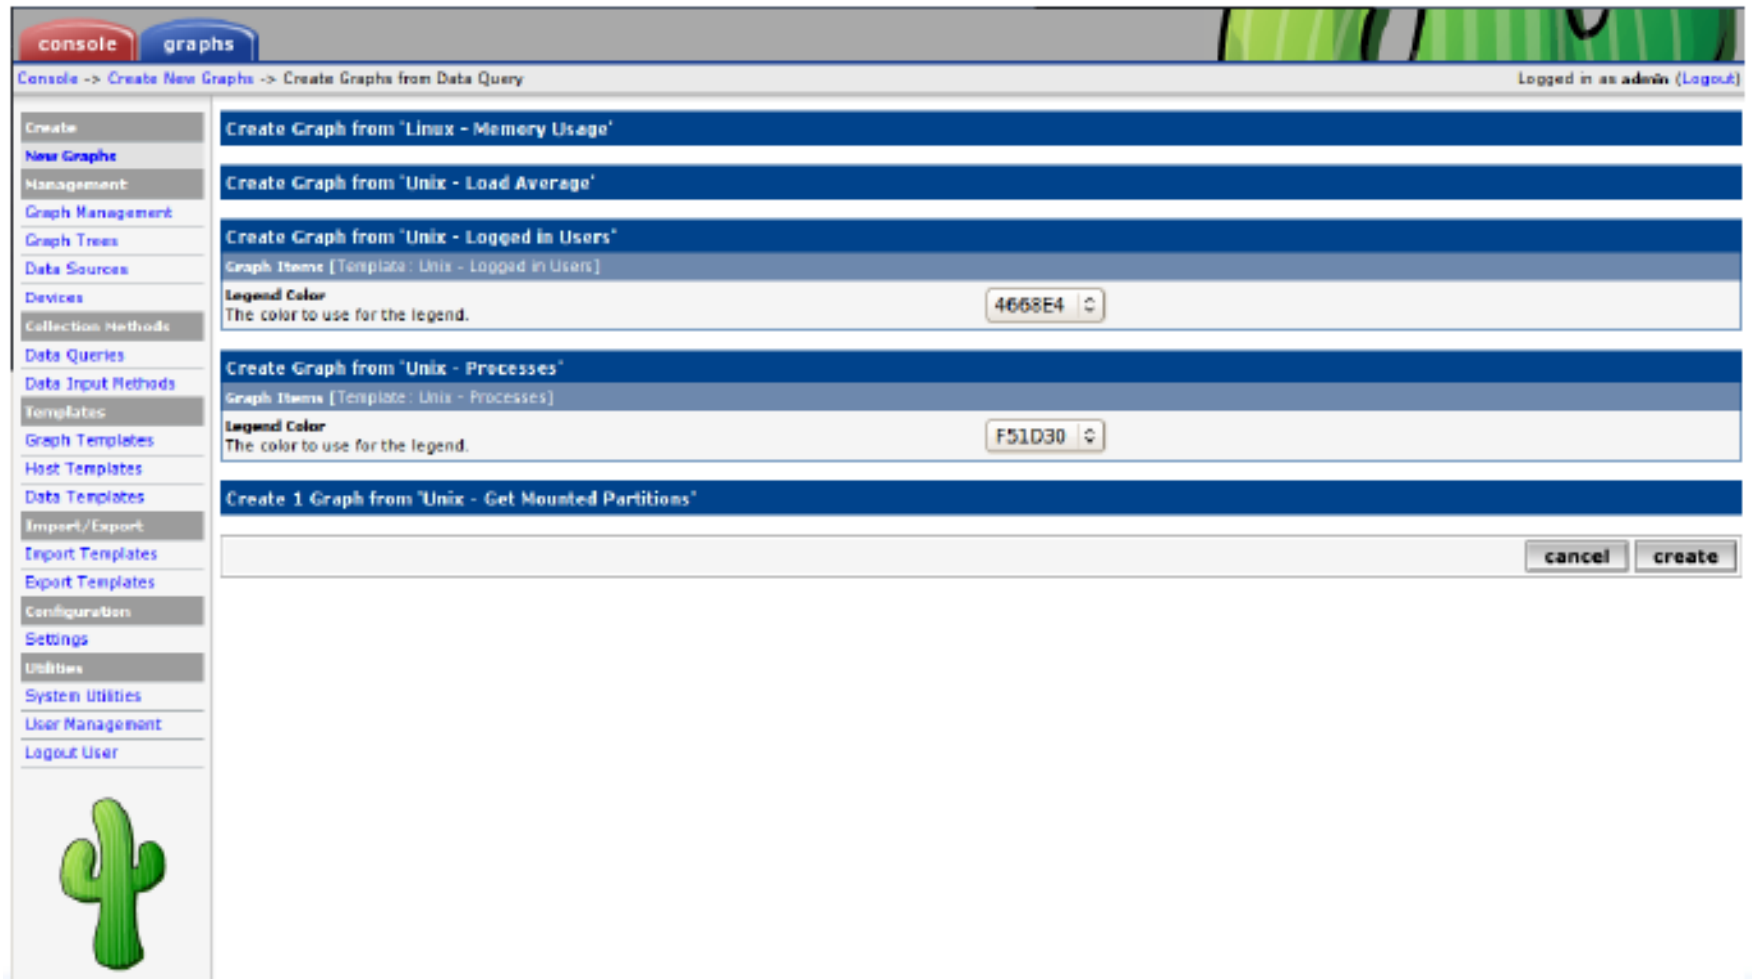 console graphs
Console -> Create New Graphs -> Create Graphs from Data Query
Logged in as admin (Logout)
Create
New Graphs
Management
Graph Management
Graph Trees
Data Sources
Devices
Collection Methods
Data Queries
Data Input Methods
Templates
Graph Templates
Host Templates
Data Templates
Import/Export
Import Templates
Export Templates
Configuration
Settings
Utilities
System Utilities
User Management
Logout User
Create Graph from 'Linux - Memory Usage'
Create Graph from 'Unix - Load Average'
Create Graph from 'Unix - Logged in Users'
Graph Items [Template: Unix - Logged in Users]
Legend Color
The color to use for the legend.
4668E4
Create Graph from 'Unix - Processes'
Graph Items [Template: Unix - Processes]
Legend Color
The color to use for the legend.
F51D30
Create 1 Graph from 'Unix - Get Mounted Partitions'
cancel create